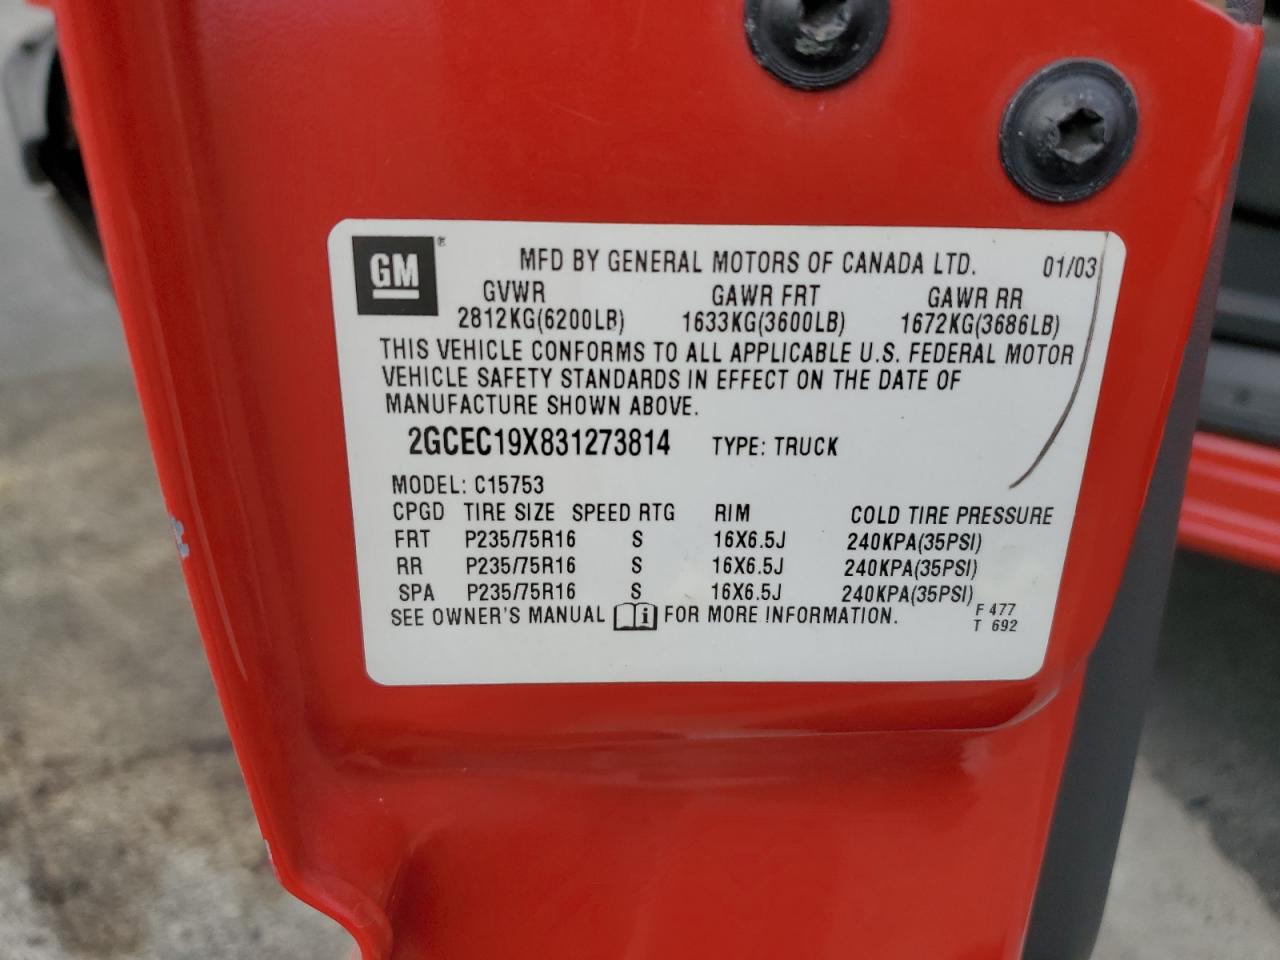 GM ®
MFD BY GENERAL MOTORS OF CANADA LTD. 01/03
GVWR GAWR FRT GAWR RR
2812KG(6200LB) 1633KG(3600LB) 1672KG(3686LB)
THIS VEHICLE CONFORMS TO ALL APPLICABLE U.S. FEDERAL MOTOR
VEHICLE SAFETY STANDARDS IN EFFECT ON THE DATE OF
MANUFACTURE SHOWN ABOVE.
2GCEC19X831273814 TYPE: TRUCK
MODEL: C15753
CPGD TIRE SIZE SPEED RTG RIM COLD TIRE PRESSURE
FRT P235/75R16 S 16X6.5J 240KPA(35PSI)
RR P235/75R16 S 16X6.5J 240KPA(35PSI)
SPA P235/75R16 S 16X6.5J 240KPA(35PSI)
SEE OWNER'S MANUAL i FOR MORE INFORMATION. F 477
T 692